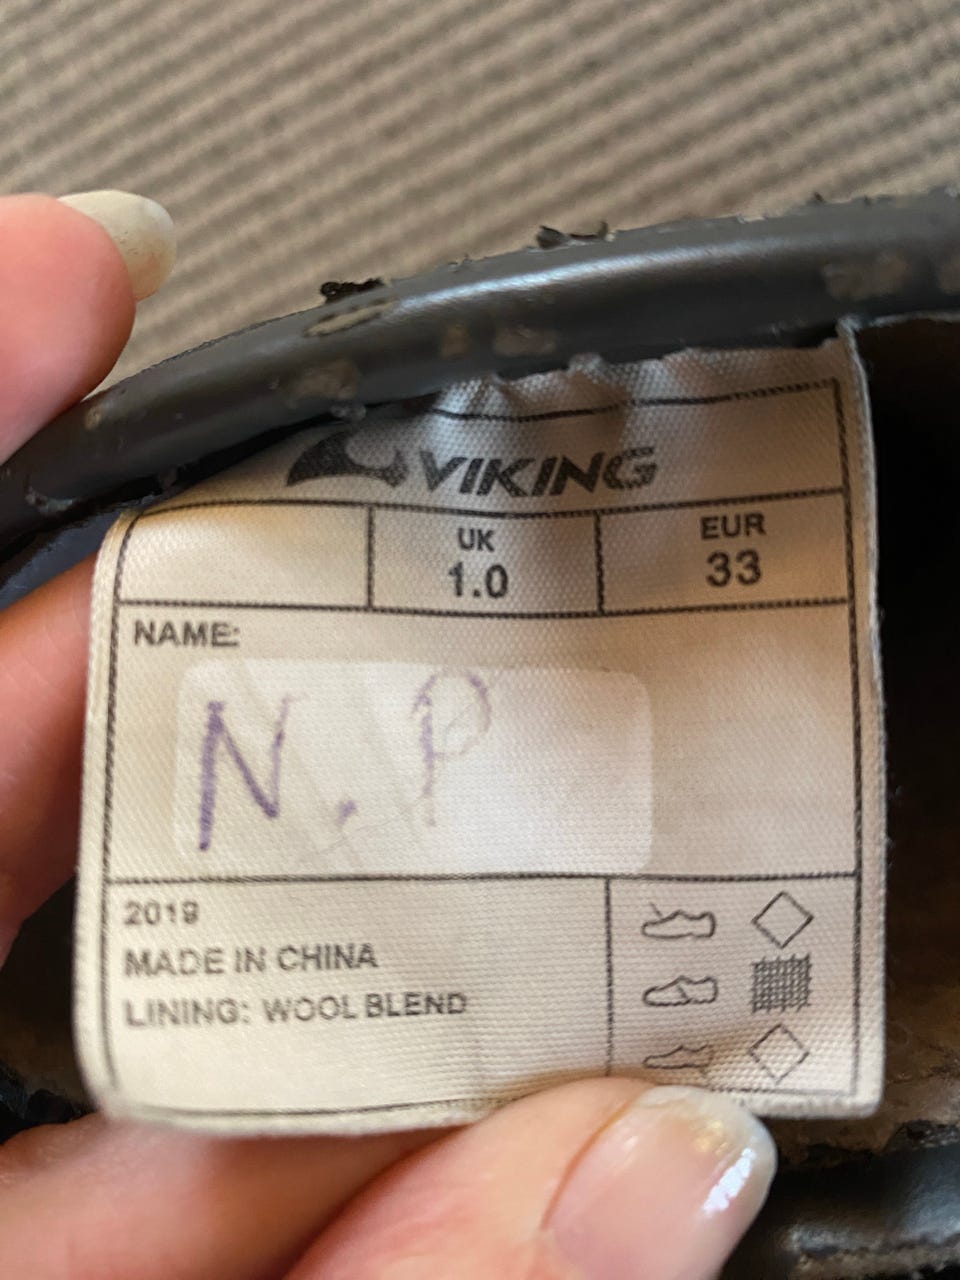 VIKING
UK EUR
1.0 33
NAME:
N.P
2019
MADE IN CHINA
LINING: WOOL BLEND